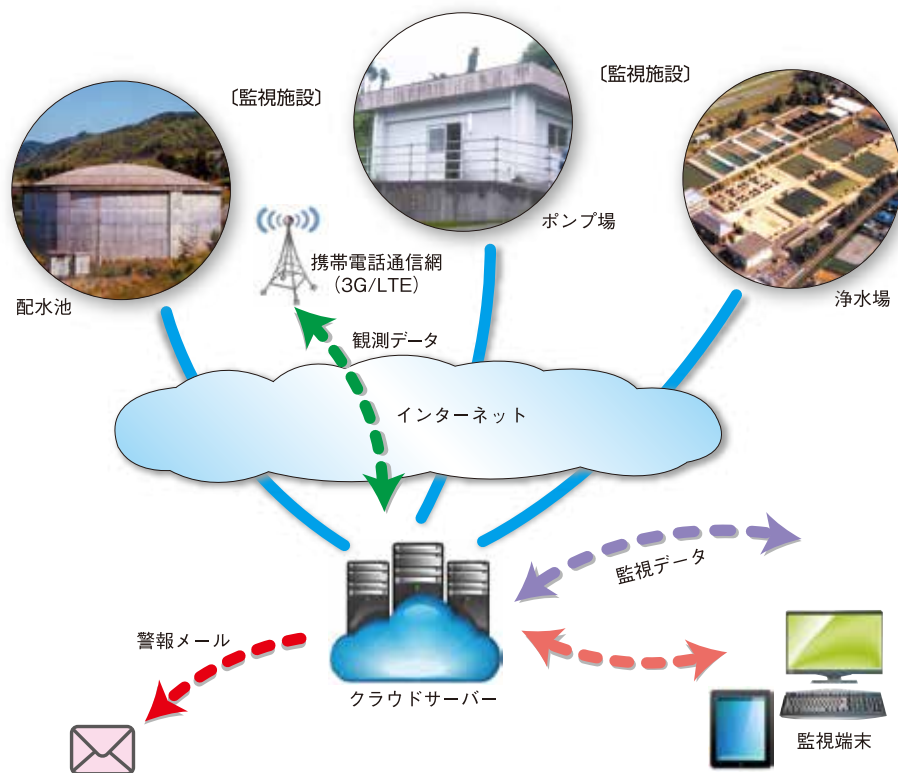 〔監視施設〕
〔監視施設〕
ポンプ場
携帯電話通信網
(3G/LTE)
配水池
浄水場
観測データ
インターネット
監視データ
警報メール
クラウドサーバー
監視端末